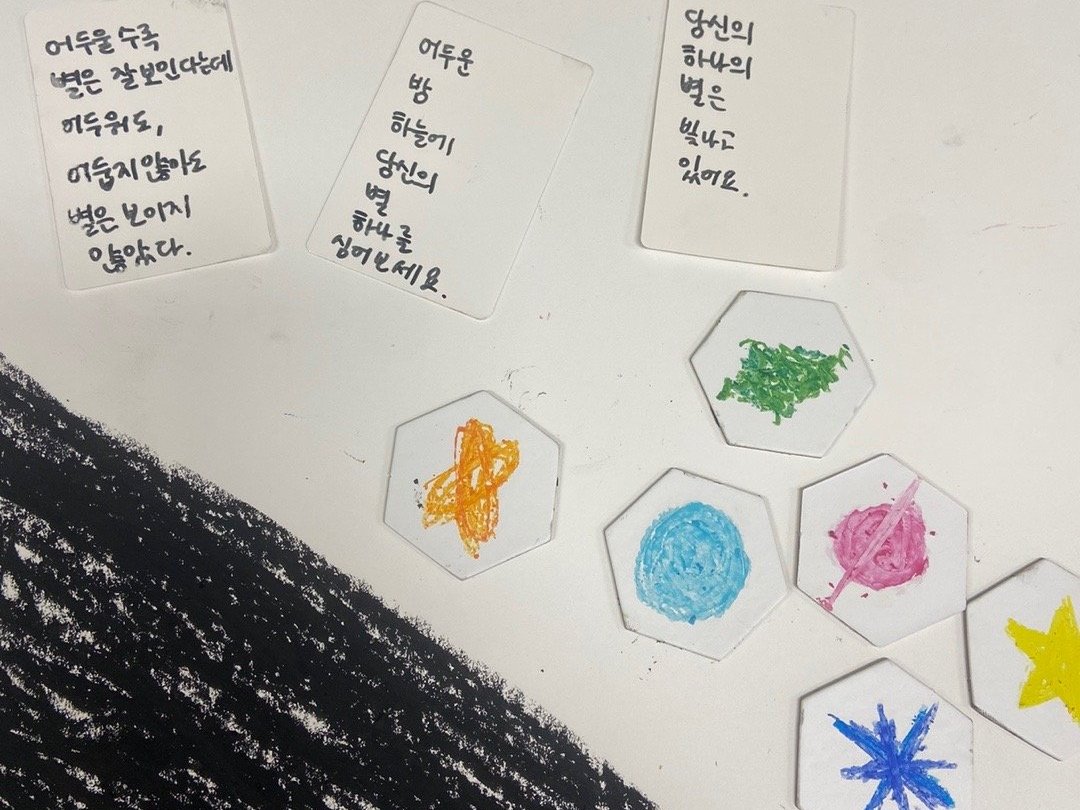 어두울 수록
별은 잘 보인다는데
어두워도,
어둡지 않아도
별은 보이지
않았다.
어두운
밤
하늘에
당신의
별
하나를
심어보세요.
당신의
하나의
별은
빛나고
있어요.